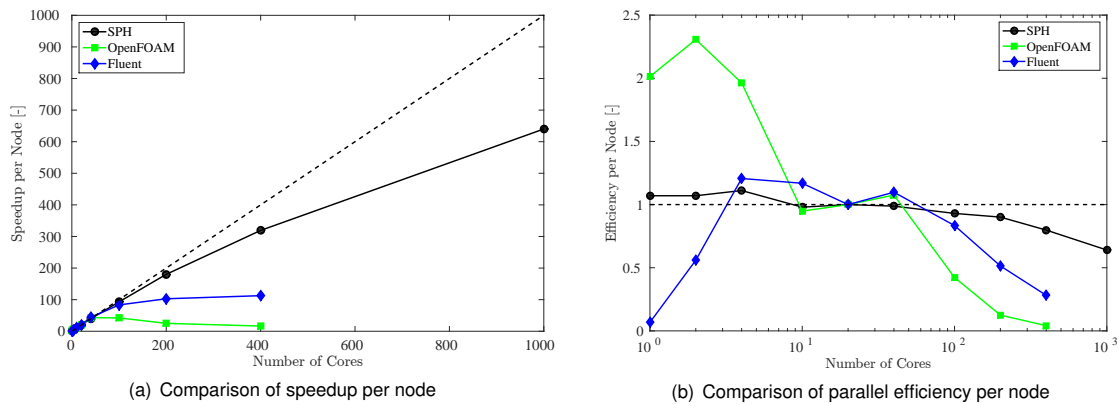 1000
900
800
700
600
500
400
300
200
100
0
Speedup per Node [-]
SPH
OpenFOAM
Fluent
0 200 400 600 800 1000
Number of Cores
(a) Comparison of speedup per node
2.5
2
1.5
1
0.5
0
Efficiency per Node [-]
SPH
OpenFOAM
Fluent
10^0 10^1 10^2 10^3
Number of Cores
(b) Comparison of parallel efficiency per node